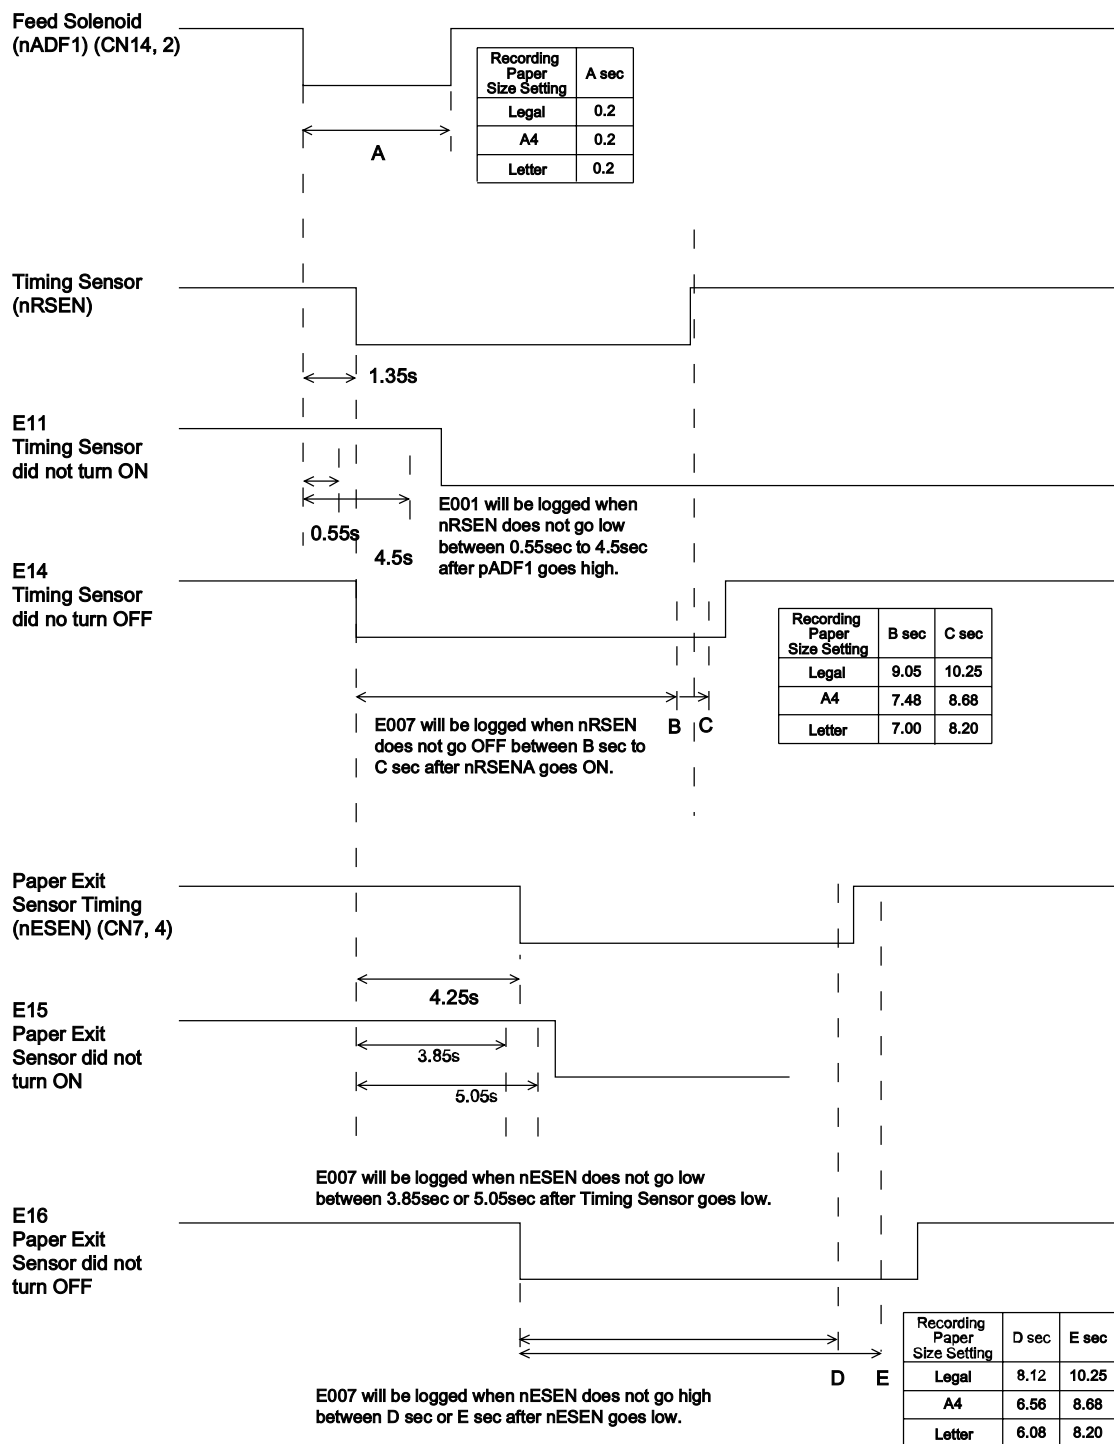 Feed Solenoid
(nADF1) (CN14, 2)
Recording
Paper
Size Setting
A sec
Legal
0.2
A4
0.2
Letter
0.2
A
Timing Sensor
(nRSEN)
1.35s
E11
Timing Sensor
did not turn ON
0.55s
4.5s
E001 will be logged when
nRSEN does not go low
between 0.55sec to 4.5sec
after pADF1 goes high.
E14
Timing Sensor
did no turn OFF
Recording
Paper
Size Setting
B sec
C sec
Legal
9.05
10.25
A4
7.48
8.68
Letter
7.00
8.20
B
C
E007 will be logged when nRSEN
does not go OFF between B sec to
C sec after nRSENA goes ON.
Paper Exit
Sensor Timing
(nESEN) (CN7, 4)
4.25s
E15
Paper Exit
Sensor did not
turn ON
3.85s
5.05s
E007 will be logged when nESEN does not go low
between 3.85sec or 5.05sec after Timing Sensor goes low.
E16
Paper Exit
Sensor did not
turn OFF
D
E
Recording
Paper
Size Setting
D sec
E sec
Legal
8.12
10.25
A4
6.56
8.68
Letter
6.08
8.20
E007 will be logged when nESEN does not go high
between D sec or E sec after nESEN goes low.